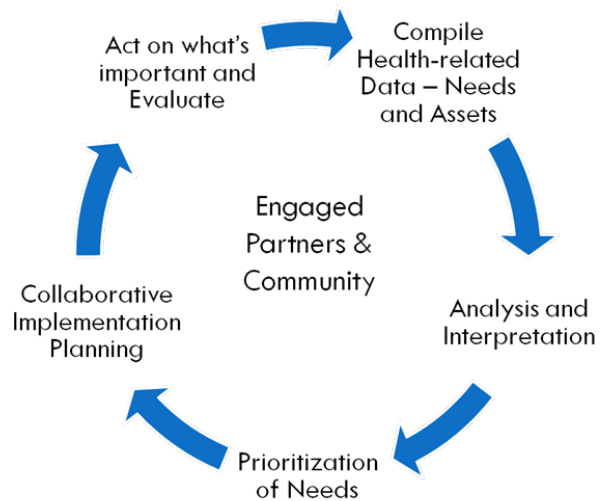 Act on what's
important and
Evaluate
Compile
Health-related
Data – Needs
and Assets
Engaged
Partners &
Community
Analysis and
Interpretation
Prioritization
of Needs
Collaborative
Implementation
Planning